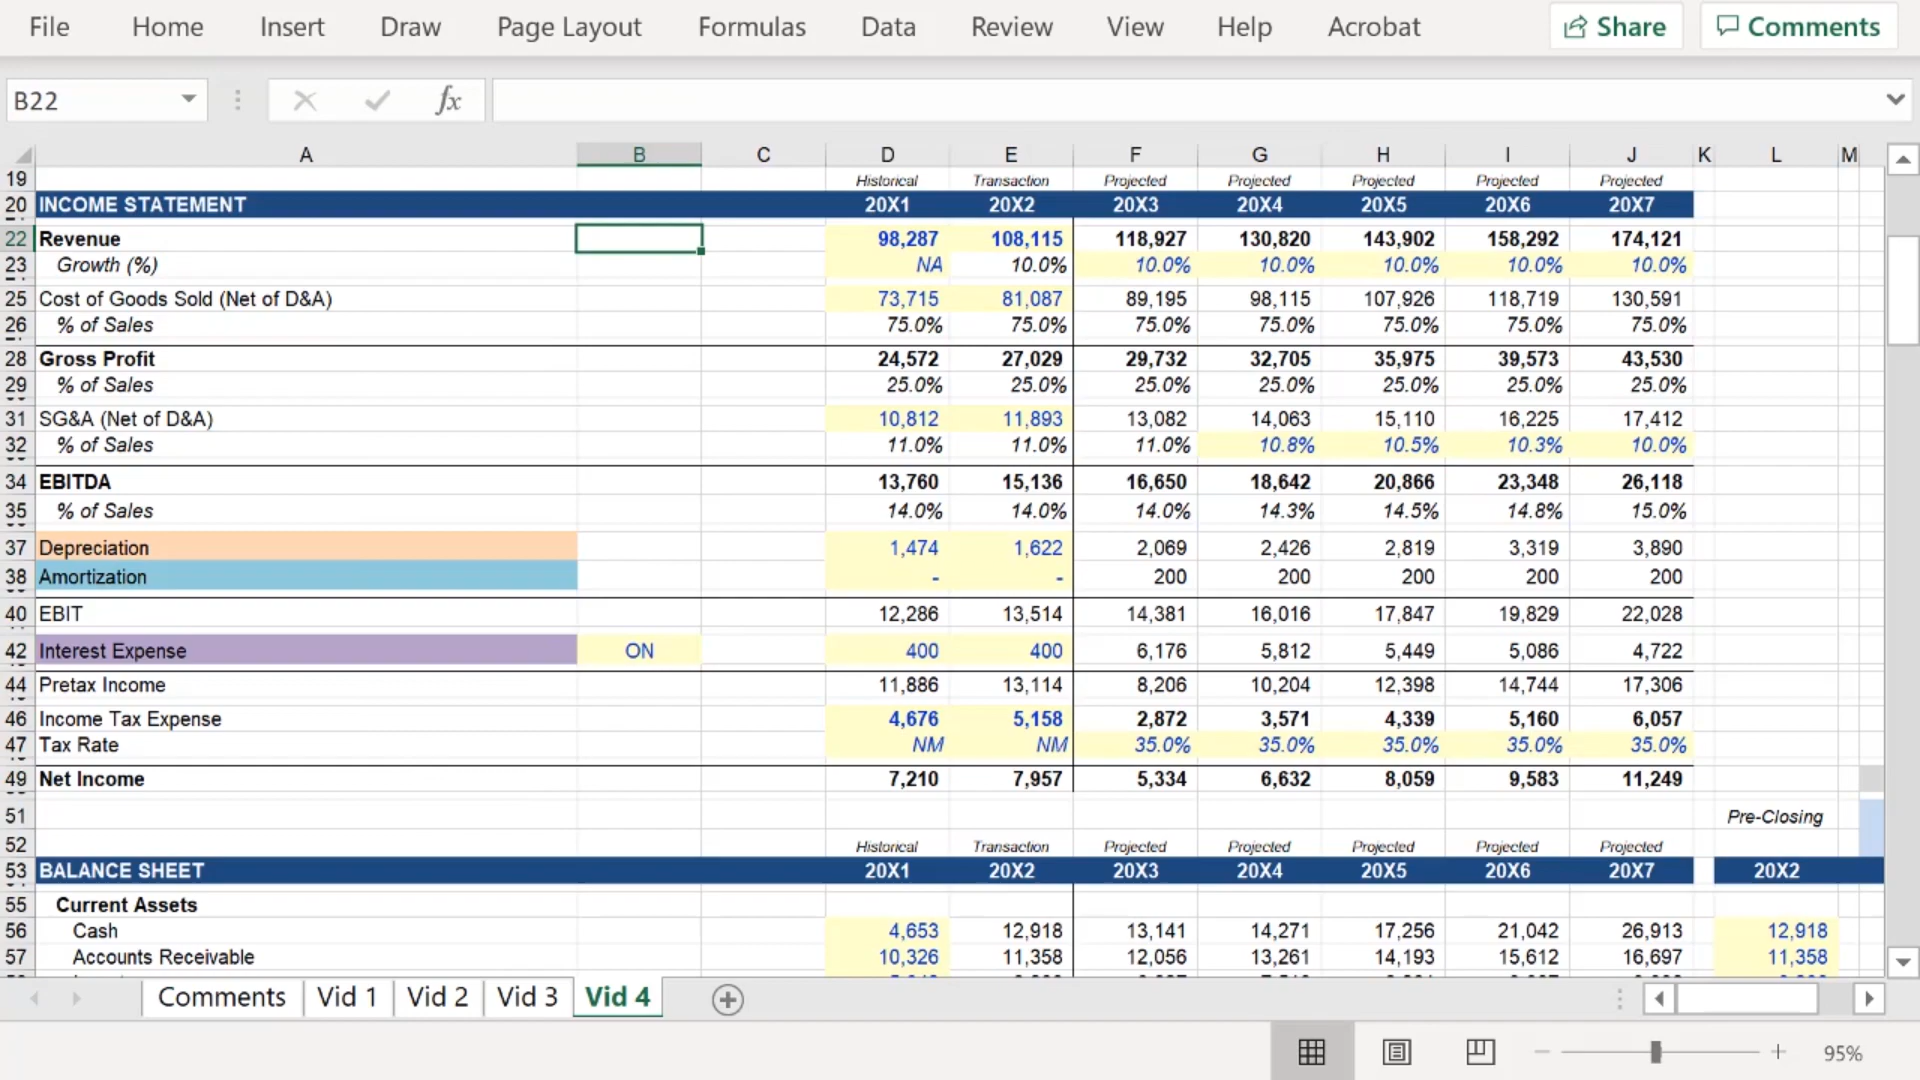 File Home Insert Draw Page Layout Formulas Data Review View Help Acrobat Share Comments
B22 fx
A B C D E F G H I J K L M
19 Historical Transaction Projected Projected Projected Projected Projected
20 INCOME STATEMENT 20X1 20X2 20X3 20X4 20X5 20X6 20X7
22 Revenue 98,287 108,115 118,927 130,820 143,902 158,292 174,121
23 Growth (%) NA 10.0% 10.0% 10.0% 10.0% 10.0% 10.0%
25 Cost of Goods Sold (Net of D&A) 73,715 81,087 89,195 98,115 107,926 118,719 130,591
26 % of Sales 75.0% 75.0% 75.0% 75.0% 75.0% 75.0% 75.0%
28 Gross Profit 24,572 27,029 29,732 32,705 35,975 39,573 43,530
29 % of Sales 25.0% 25.0% 25.0% 25.0% 25.0% 25.0% 25.0%
31 SG&A (Net of D&A) 10,812 11,893 13,082 14,063 15,110 16,225 17,412
32 % of Sales 11.0% 11.0% 11.0% 10.8% 10.5% 10.3% 10.0%
34 EBITDA 13,760 15,136 16,650 18,642 20,866 23,348 26,118
35 % of Sales 14.0% 14.0% 14.0% 14.3% 14.5% 14.8% 15.0%
37 Depreciation 1,474 1,622 2,069 2,426 2,819 3,319 3,890
38 Amortization - - 200 200 200 200 200
40 EBIT 12,286 13,514 14,381 16,016 17,847 19,829 22,028
42 Interest Expense ON 400 400 6,176 5,812 5,449 5,086 4,722
44 Pretax Income 11,886 13,114 8,206 10,204 12,398 14,744 17,306
46 Income Tax Expense 4,676 5,158 2,872 3,571 4,339 5,160 6,057
47 Tax Rate NM NM 35.0% 35.0% 35.0% 35.0% 35.0%
49 Net Income 7,210 7,957 5,334 6,632 8,059 9,583 11,249
51 Pre-Closing
52 Historical Transaction Projected Projected Projected Projected Projected
53 BALANCE SHEET 20X1 20X2 20X3 20X4 20X5 20X6 20X7 20X2
55 Current Assets
56 Cash 4,653 12,918 13,141 14,271 17,256 21,042 26,913 12,918
57 Accounts Receivable 10,326 11,358 12,056 13,261 14,193 15,612 16,697 11,358
Comments Vid 1 Vid 2 Vid 3 Vid 4
95%